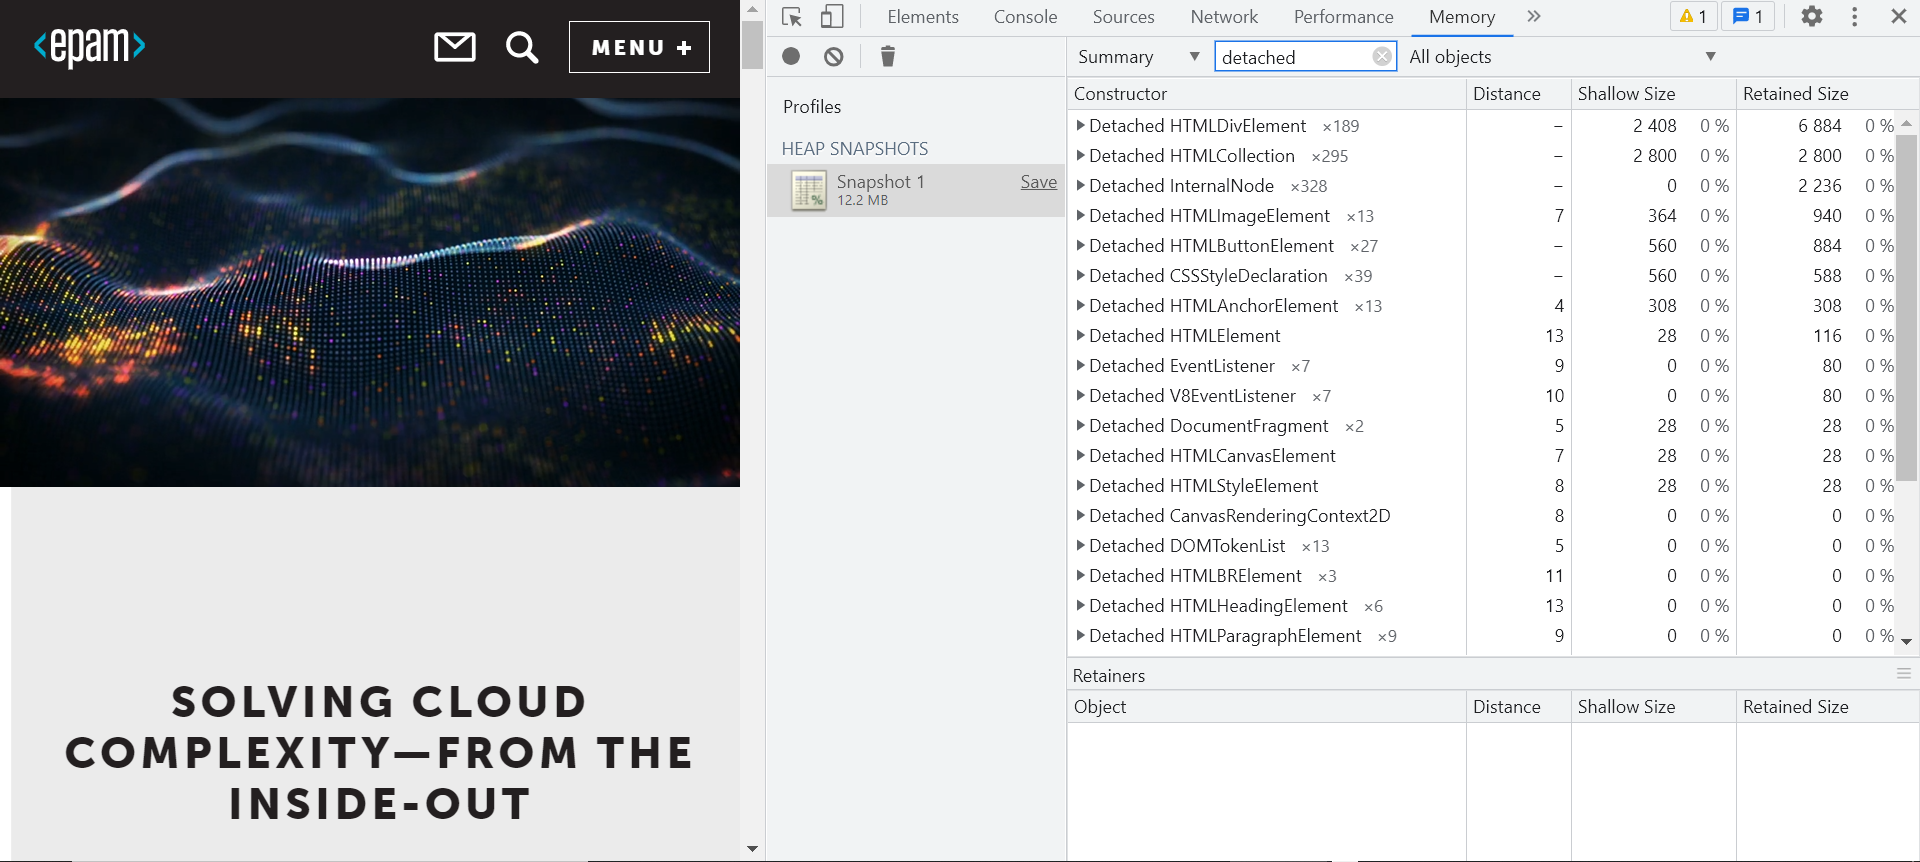 <epam>
MENU +
SOLVING CLOUD
COMPLEXITY—FROM THE
INSIDE-OUT
Elements Console Sources Network Performance Memory » 1 1
Profiles
HEAP SNAPSHOTS
Snapshot 1 Save
12.2 MB
Summary detached All objects
Constructor Distance Shallow Size Retained Size
Detached HTMLDivElement ×189 – 2 408 0 % 6 884 0 %
Detached HTMLCollection ×295 – 2 800 0 % 2 800 0 %
Detached InternalNode ×328 – 0 0 % 2 236 0 %
Detached HTMLImageElement ×13 7 364 0 % 940 0 %
Detached HTMLButtonElement ×27 – 560 0 % 884 0 %
Detached CSSStyleDeclaration ×39 – 560 0 % 588 0 %
Detached HTMLAnchorElement ×13 4 308 0 % 308 0 %
Detached HTMLElement 13 28 0 % 116 0 %
Detached EventListener ×7 9 0 0 % 80 0 %
Detached V8EventListener ×7 10 0 0 % 80 0 %
Detached DocumentFragment ×2 5 28 0 % 28 0 %
Detached HTMLCanvasElement 7 28 0 % 28 0 %
Detached HTMLStyleElement 8 28 0 % 28 0 %
Detached CanvasRenderingContext2D 8 0 0 % 0 0 %
Detached DOMTokenList ×13 5 0 0 % 0 0 %
Detached HTMLBRElement ×3 11 0 0 % 0 0 %
Detached HTMLHeadingElement ×6 13 0 0 % 0 0 %
Detached HTMLParagraphElement ×9 9 0 0 % 0 0 %
Retainers
Object Distance Shallow Size Retained Size